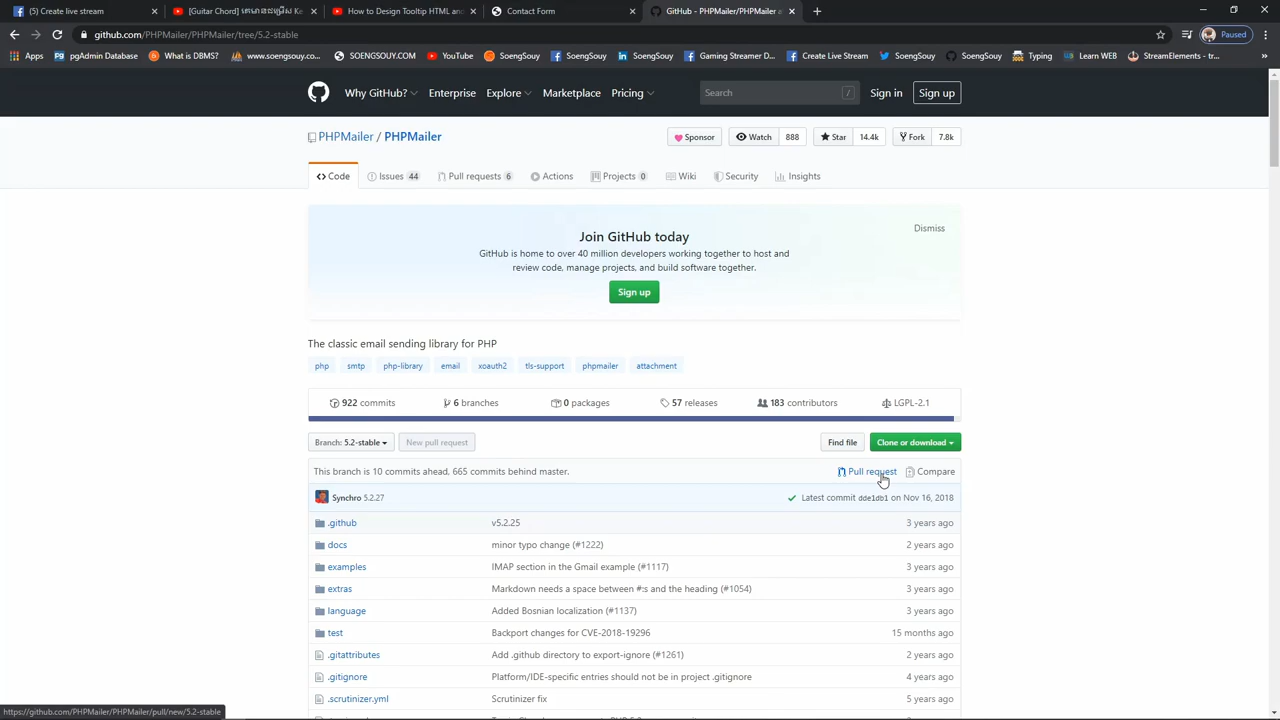 (5) Create live stream
[Guitar Chord] មេរៀន
How to Design Tooltip HTML and
Contact Form
GitHub - PHPMailer/PHPMailer a
github.com/PHPMailer/PHPMailer/tree/5.2-stable
Paused
Apps
pgAdmin Database
What is DBMS?
www.soengsouy.co...
SOENGSOUY.COM
YouTube
SoengSouy
SoengSouy
SoengSouy
Gaming Streamer D...
Create Live Stream
SoengSouy
SoengSouy
Typing
Learn WEB
StreamElements - tr...
Why GitHub?
Enterprise
Explore
Marketplace
Pricing
Search
/
Sign in
Sign up
PHPMailer / PHPMailer
Sponsor
Watch 888
Star 14.4k
Fork 7.8k
Code
Issues 44
Pull requests 6
Actions
Projects 0
Wiki
Security
Insights
Join GitHub today
Dismiss
GitHub is home to over 40 million developers working together to host and
review code, manage projects, and build software together.
Sign up
The classic email sending library for PHP
php
smtp
php-library
email
xoauth2
tls-support
phpmailer
attachment
922 commits
6 branches
0 packages
57 releases
183 contributors
LGPL-2.1
Branch: 5.2-stable
New pull request
Find file
Clone or download
This branch is 10 commits ahead, 665 commits behind master.
Pull request
Compare
Synchro 5.2.27
Latest commit dde1db1 on Nov 16, 2018
.github v5.2.25 3 years ago
docs minor typo change (#1222) 2 years ago
examples IMAP section in the Gmail example (#1117) 3 years ago
extras Markdown needs a space between #:s and the heading (#1054) 3 years ago
language Added Bosnian localization (#1137) 3 years ago
test Backport changes for CVE-2018-19296 15 months ago
.gitattributes Add .github directory to export-ignore (#1261) 2 years ago
.gitignore Platform/IDE-specific entries should not be in project .gitignore 4 years ago
.scrutinizer.yml Scrutinizer fix 5 years ago
https://github.com/PHPMailer/PHPMailer/pull/new/5.2-stable